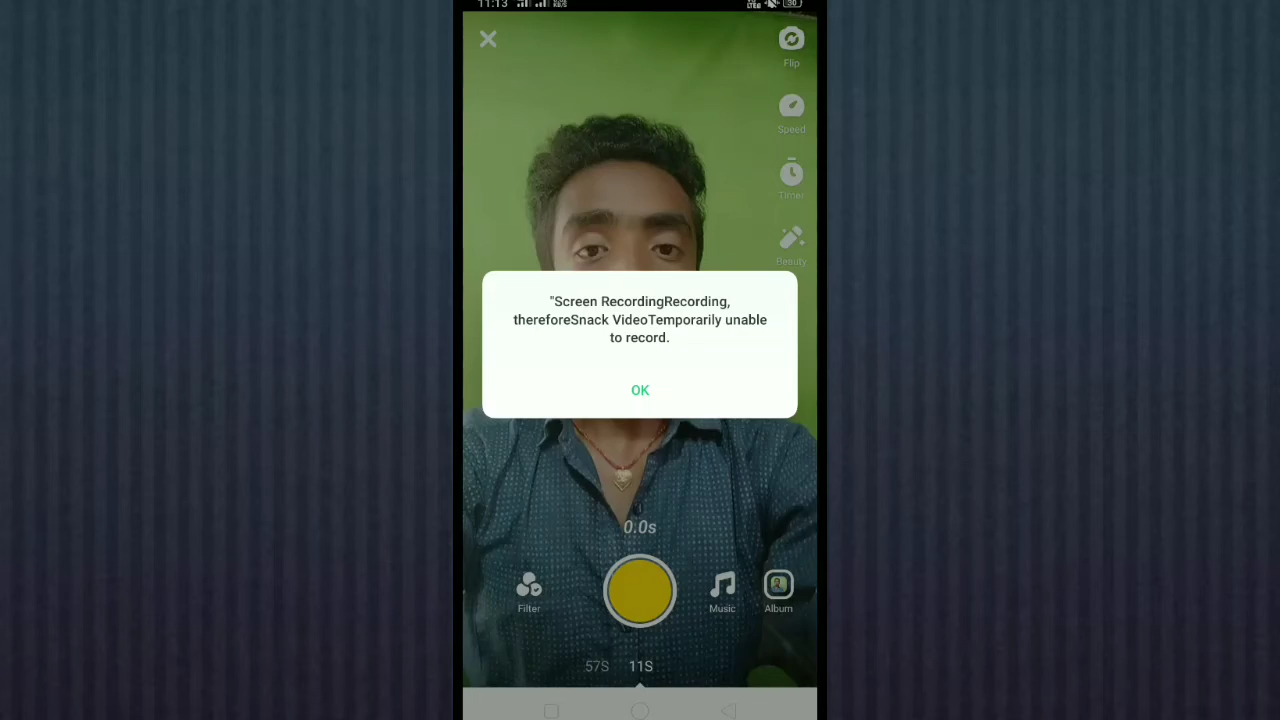 11:13
Flip
Speed
Timer
Beauty
"Screen RecordingRecording,
thereforeSnack VideoTemporarily unable
to record.
OK
0.0s
Filter
Music
Album
57S 11S